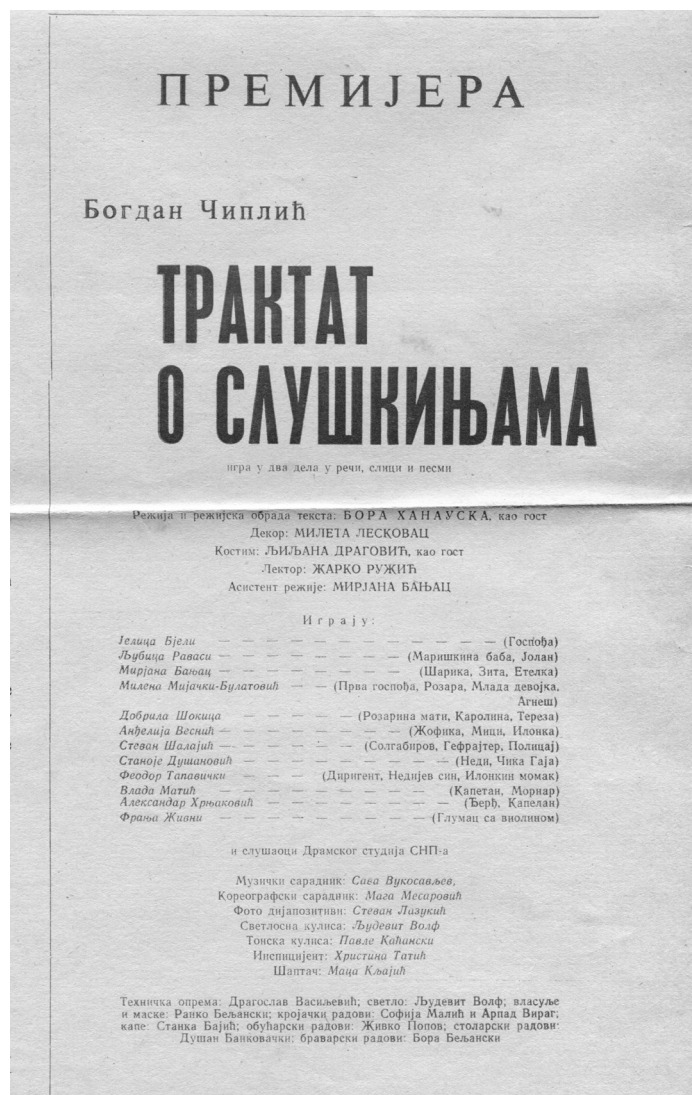 ПРЕМИЈЕРА
Богдан Чиплић
ТРАКТАТ
О СЛУШКИЊАМА
игра у два дела у речи, слици и песми
Режија и режијска обрада текста: БОРА ХАНАУСКА, као гост
Декор: МИЛЕТА ЛЕСКОВАЦ
Костим: ЉИЉАНА ДРАГОВИЋ, као гост
Лектор: ЖАРКО РУЖИЋ
Асистент режије: МИРЈАНА БАЊАЦ
Играју:
Јелица Бјели — — — — — — — — — — — — (Госпођа)
Љубица Раваси — — — — — — — — (Маришкина баба, Јолан)
Мирјана Бањац — — — — — — — — (Шарика, Зита, Етелка)
Милена Мијачки-Булатовић — — (Прва госпођа, Розара, Млада девојка,
Агнеш)
Добрила Шокица — — — — — — (Розарина мати, Каролина, Тереза)
Анђелија Веснић — — — — — — — — (Жофика, Мици, Илонка)
Стеван Шалајић — — — — — — (Солгабиров, Гефрајтер, Полицај)
Станоје Душановић — — — — — — — — — — (Неди, Чика Гаја)
Феодор Тапавички — — — — (Диригент, Недијев син, Илонкин момак)
Влада Матић — — — — — — — — — — (Капетан, Морнар)
Александар Хрњаковић — — — — — — — — — (Ђерђ, Капелан)
Фрања Живни — — — — — — — — — (Глумац са виолином)
и слушаоци Драмског студија СНП-а
Музички сарадник: Сава Вукосављев,
Кореографски сарадник: Мага Месаровић
Фото дијапозитиви: Стеван Лазукић
Светлосна кулиса: Људевит Волф
Тонска кулиса: Павле Каћански
Инспицијент: Христина Татић
Шаптач: Маца Кљајић
Техничка опрема: Драгослав Васиљевић; светло: Људевит Волф; власуље
и маске: Ранко Бељански; кројачки радови: Софија Малић и Арпад Вираг;
капе: Станка Бајић; обућарски радови: Живко Попов; столарски радови:
Душан Банковачки; браварски радови: Бора Бељански